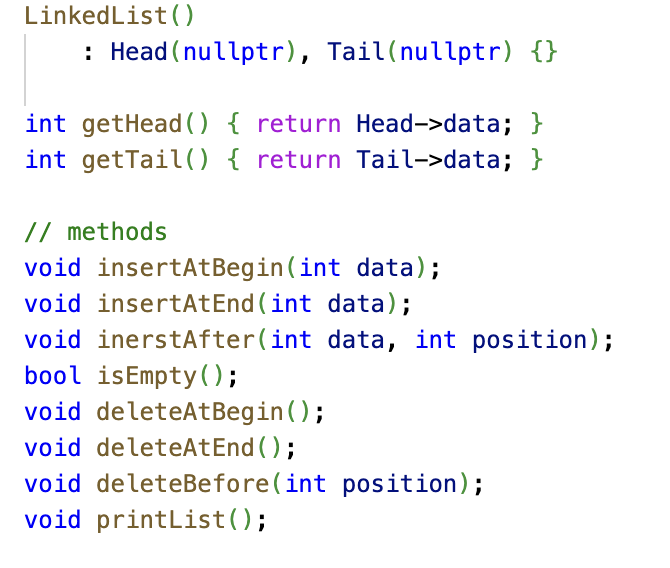 LinkedList()
    : Head(nullptr), Tail(nullptr) {}
int getHead() { return Head->data; }
int getTail() { return Tail->data; }
// methods
void insertAtBegin(int data);
void insertAtEnd(int data);
void inerstAfter(int data, int position);
bool isEmpty();
void deleteAtBegin();
void deleteAtEnd();
void deleteBefore(int position);
void printList();